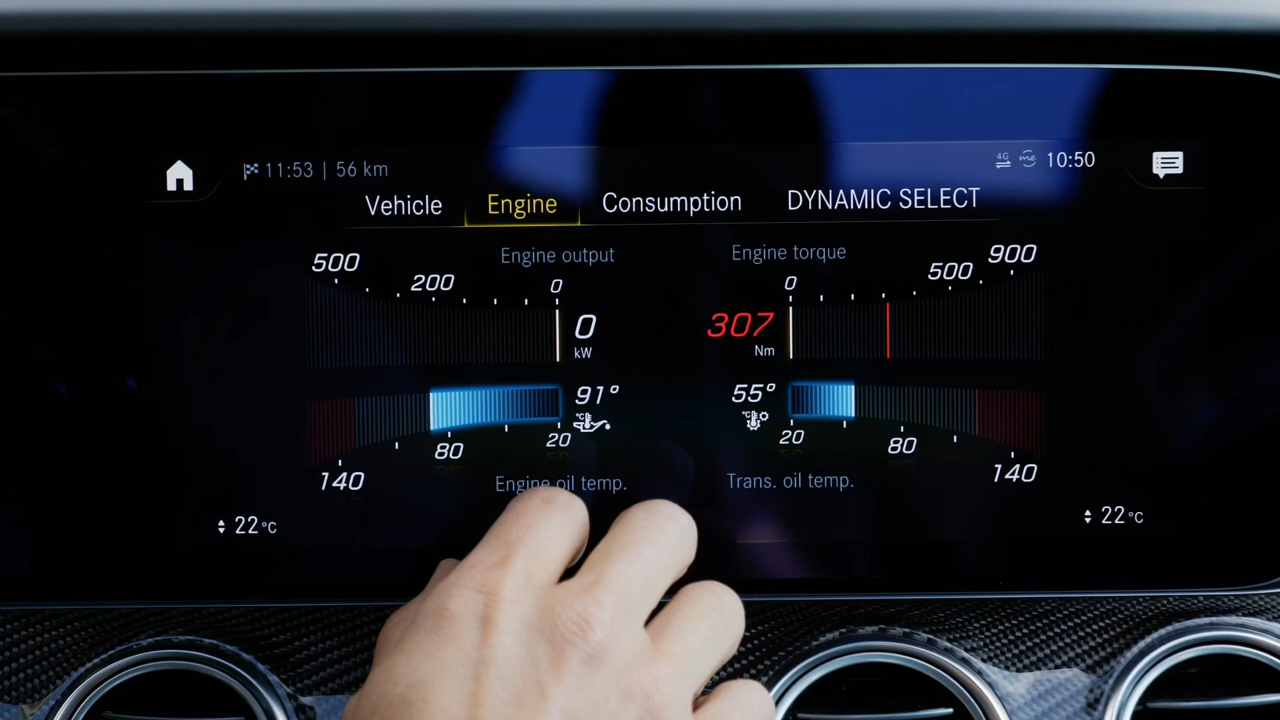 11:53 | 56 km
4G me 10:50
Vehicle Engine Consumption DYNAMIC SELECT
Engine output Engine torque
500 200 0 0 500 900
0 kW 307 Nm
91° 55°
°C °C
140 80 20 20 80 140
Engine oil temp. Trans. oil temp.
22°C 22°C